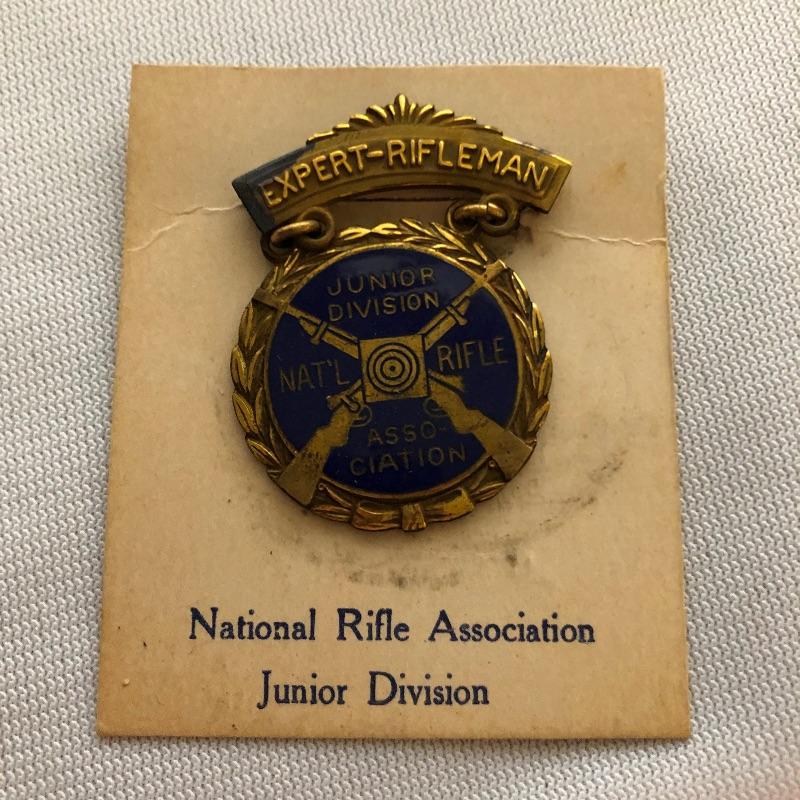 EXPERT-RIFLEMAN
JUNIOR
DIVISION
NAT'L RIFLE
ASSO-
CIATION
National Rifle Association
Junior Division